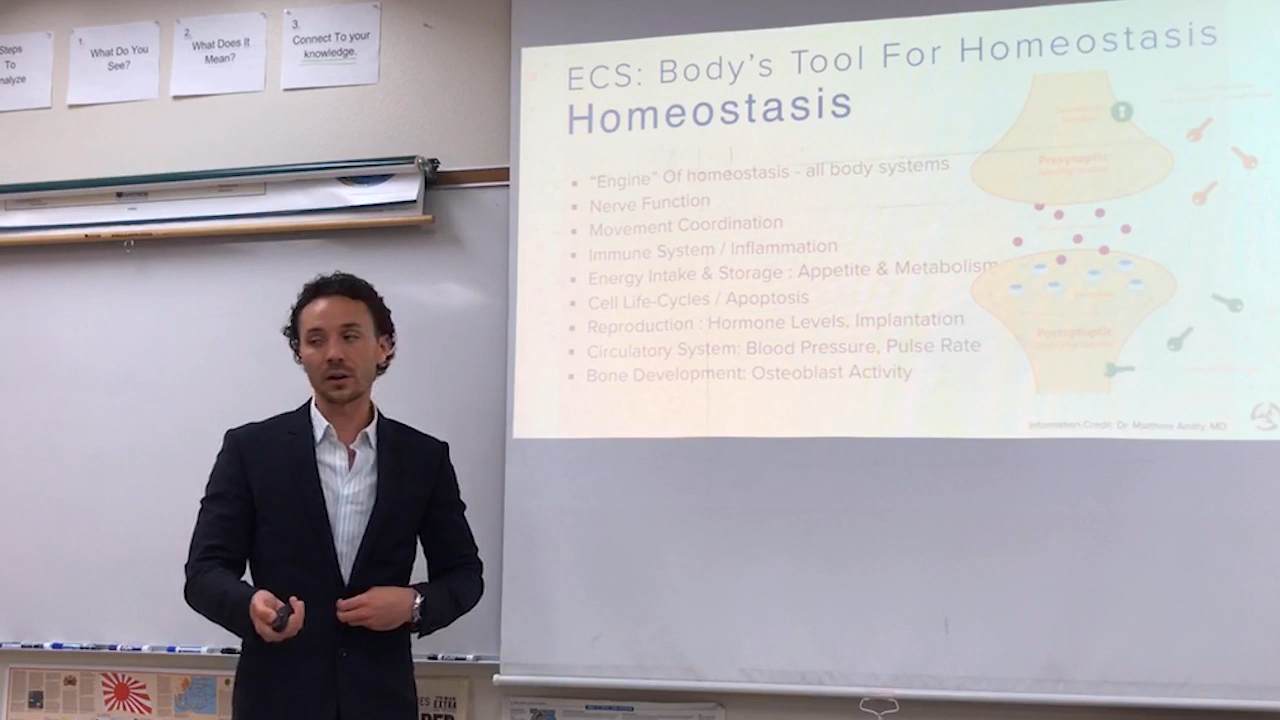 Steps
To
nalyze
1.
What Do You
See?
2.
What Does It
Mean?
3.
Connect To your
knowledge.
ECS: Body's Tool For Homeostasis
Homeostasis
"Engine" Of homeostasis - all body systems
Nerve Function
Movement Coordination
Immune System / Inflammation
Energy Intake & Storage : Appetite & Metabolism
Cell Life-Cycles / Apoptosis
Reproduction : Hormone Levels, Implantation
Circulatory System: Blood Pressure, Pulse Rate
Bone Development: Osteoblast Activity
Presynaptic
Postsynaptic
Information Credit: Dr. Matthew
MD
EXTRA